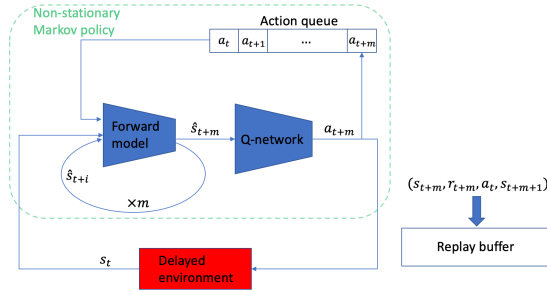 Non-stationary
Markov policy
Action queue
a_t a_{t+1} ... a_{t+m}
Forward
model
ŝ_{t+m}
Q-network
a_{t+m}
ŝ_{t+i}
×m
(s_{t+m}, r_{t+m}, a_t, s_{t+m+1})
Replay buffer
s_t
Delayed
environment